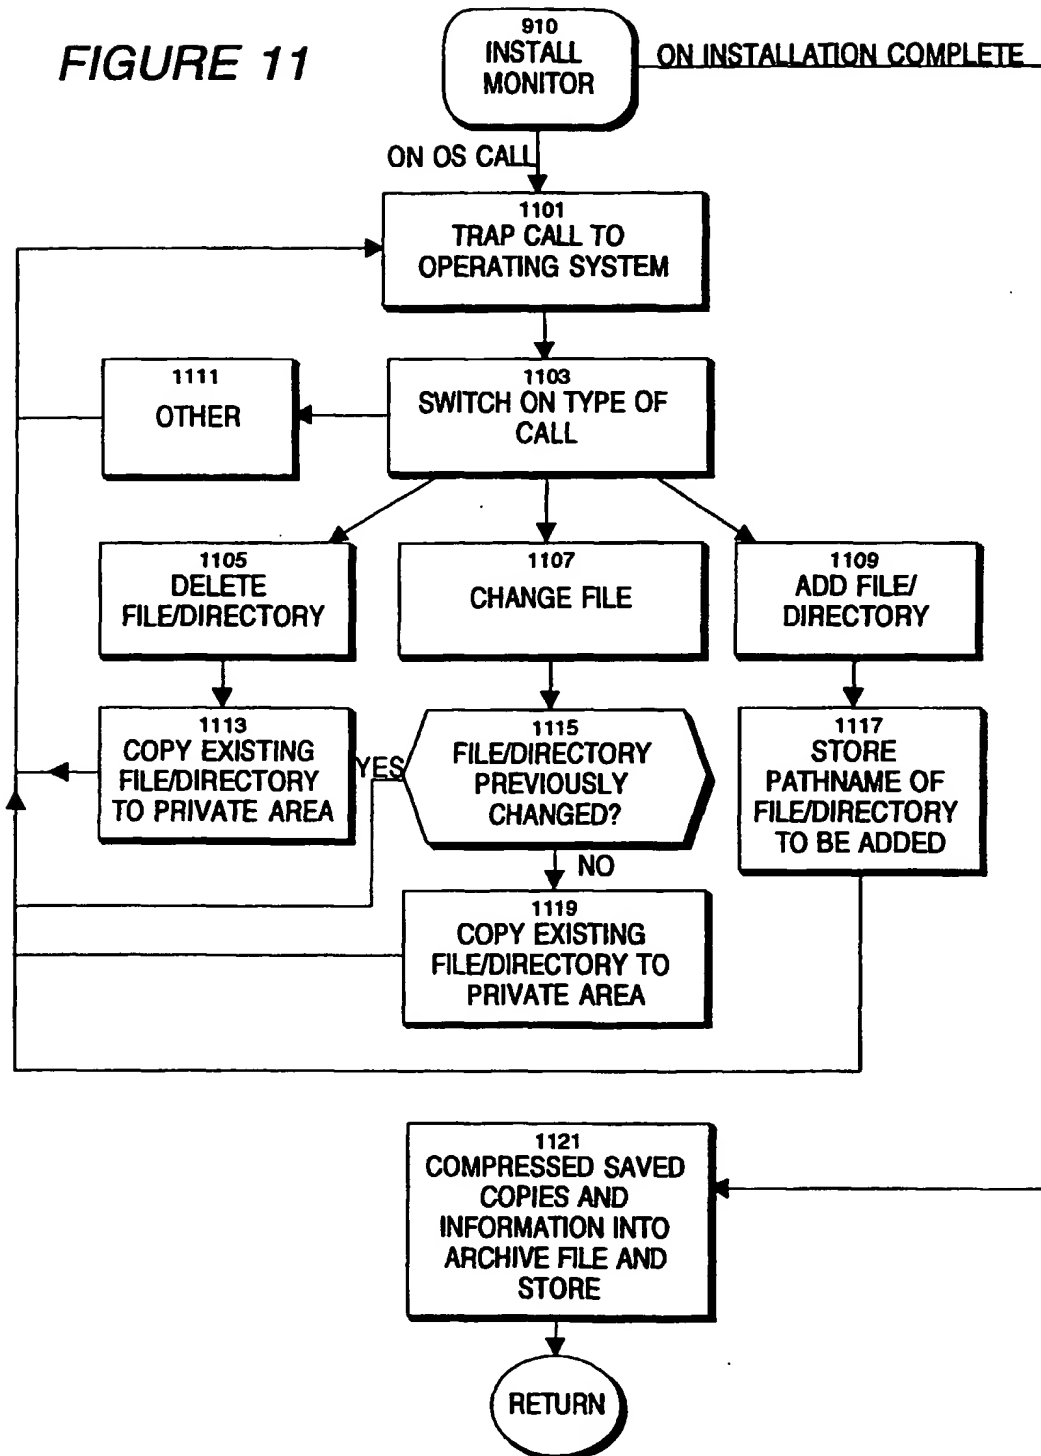 FIGURE 11
910
INSTALL
MONITOR
ON INSTALLATION COMPLETE
ON OS CALL
1101
TRAP CALL TO
OPERATING SYSTEM
1111
OTHER
1103
SWITCH ON TYPE OF
CALL
1105
DELETE
FILE/DIRECTORY
1107
CHANGE FILE
1109
ADD FILE/
DIRECTORY
1113
COPY EXISTING
FILE/DIRECTORY
TO PRIVATE AREA
YES
1115
FILE/DIRECTORY
PREVIOUSLY
CHANGED?
1117
STORE
PATHNAME OF
FILE/DIRECTORY
TO BE ADDED
NO
1119
COPY EXISTING
FILE/DIRECTORY TO
PRIVATE AREA
1121
COMPRESSED SAVED
COPIES AND
INFORMATION INTO
ARCHIVE FILE AND
STORE
RETURN